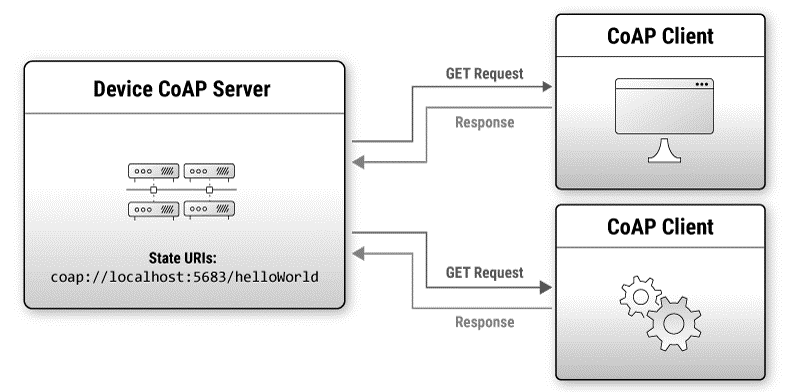 Device CoAP Server
State URIs:
coap://localhost:5683/helloWorld
GET Request
Response
CoAP Client
GET Request
Response
CoAP Client